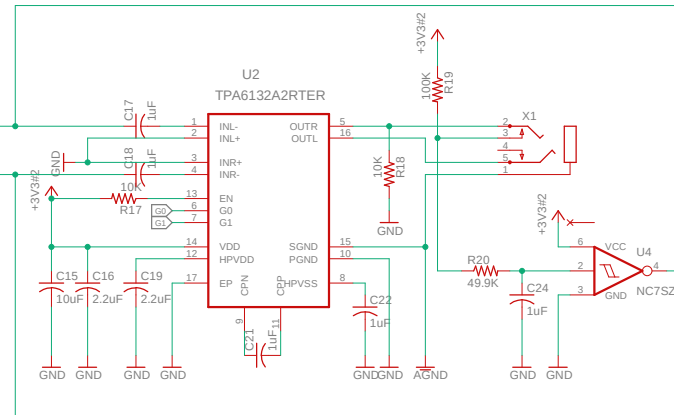 +3V3#2
100K
R19
U2
TPA6132A2RTER
C17
1uF
1
INL-
2
INL+
3
INR+
4
INR-
13
EN
6
G0
7
G1
14
VDD
12
HPVDD
17
EP
OUTR
5
OUTL
16
SGND
15
PGND
10
HPVSS
8
CPN
9
CPP
11
GND
C18
1uF
+3V3#2
10K
R17
G0
G1
C15
10uF
C16
2.2uF
C19
2.2uF
C21
1uF
C22
1uF
10K
R18
GND
X1
2
3
4
5
1
+3V3#2
6
VCC
U4
2
4
3
GND
NC7SZ
R20
49.9K
C24
1uF
GND
GND
GND
GND
GND
GND
AGND
GND
GND